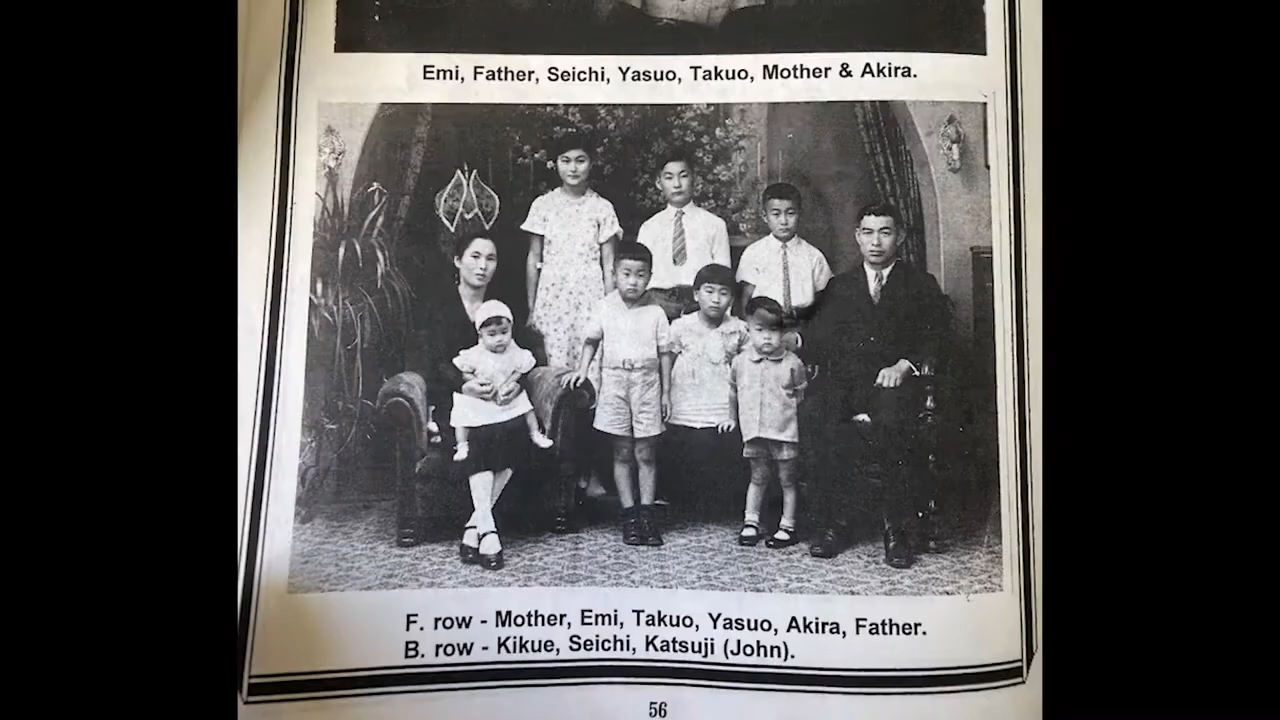 Emi, Father, Seichi, Yasuo, Takuo, Mother & Akira.
F. row - Mother, Emi, Takuo, Yasuo, Akira, Father.
B. row - Kikue, Seichi, Katsuji (John).
56